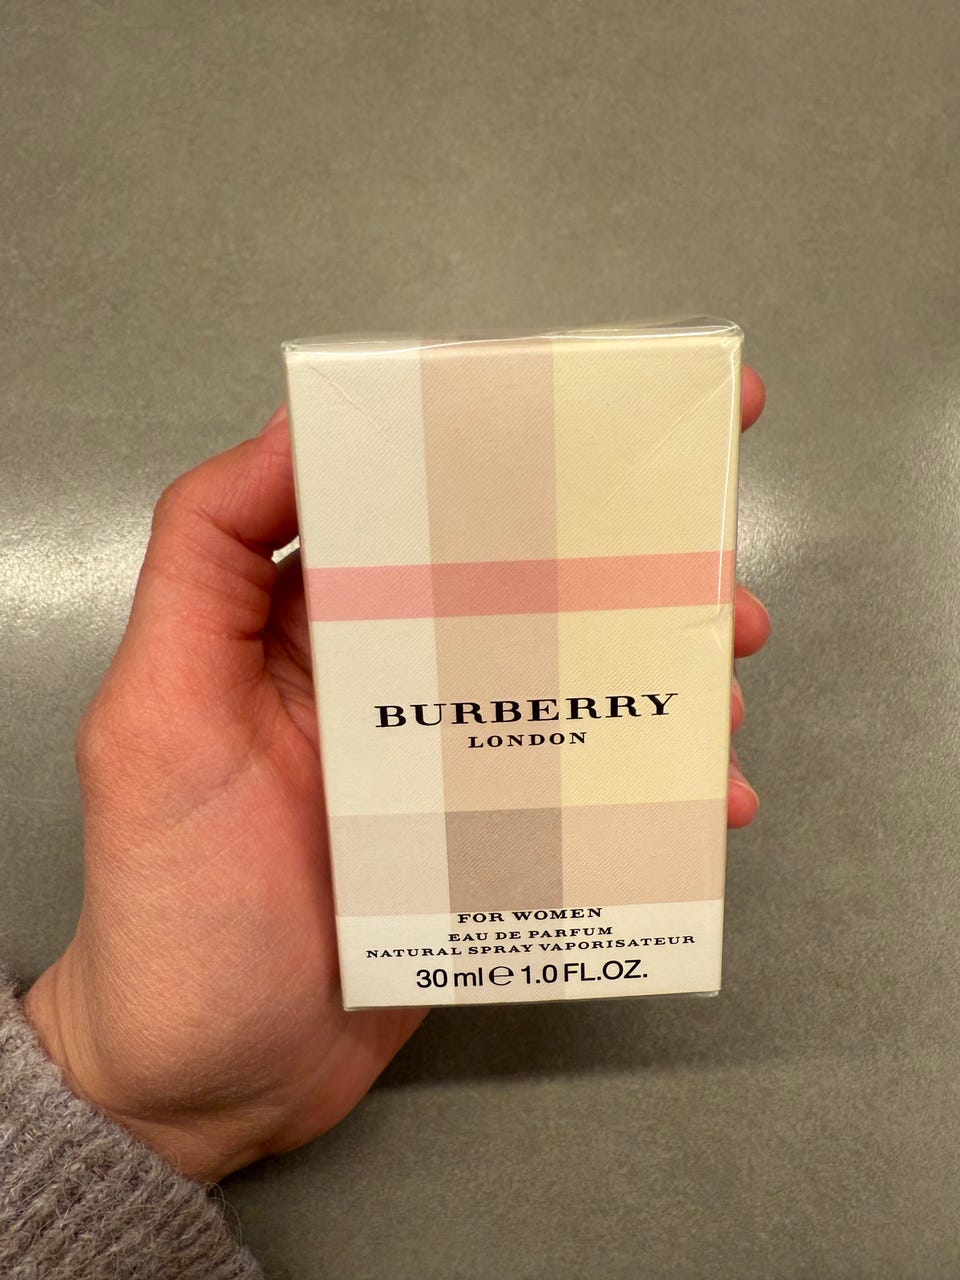 BURBERRY
LONDON
FOR WOMEN
EAU DE PARFUM
NATURAL SPRAY VAPORISATEUR
30 ml ℮ 1.0 FL.OZ.